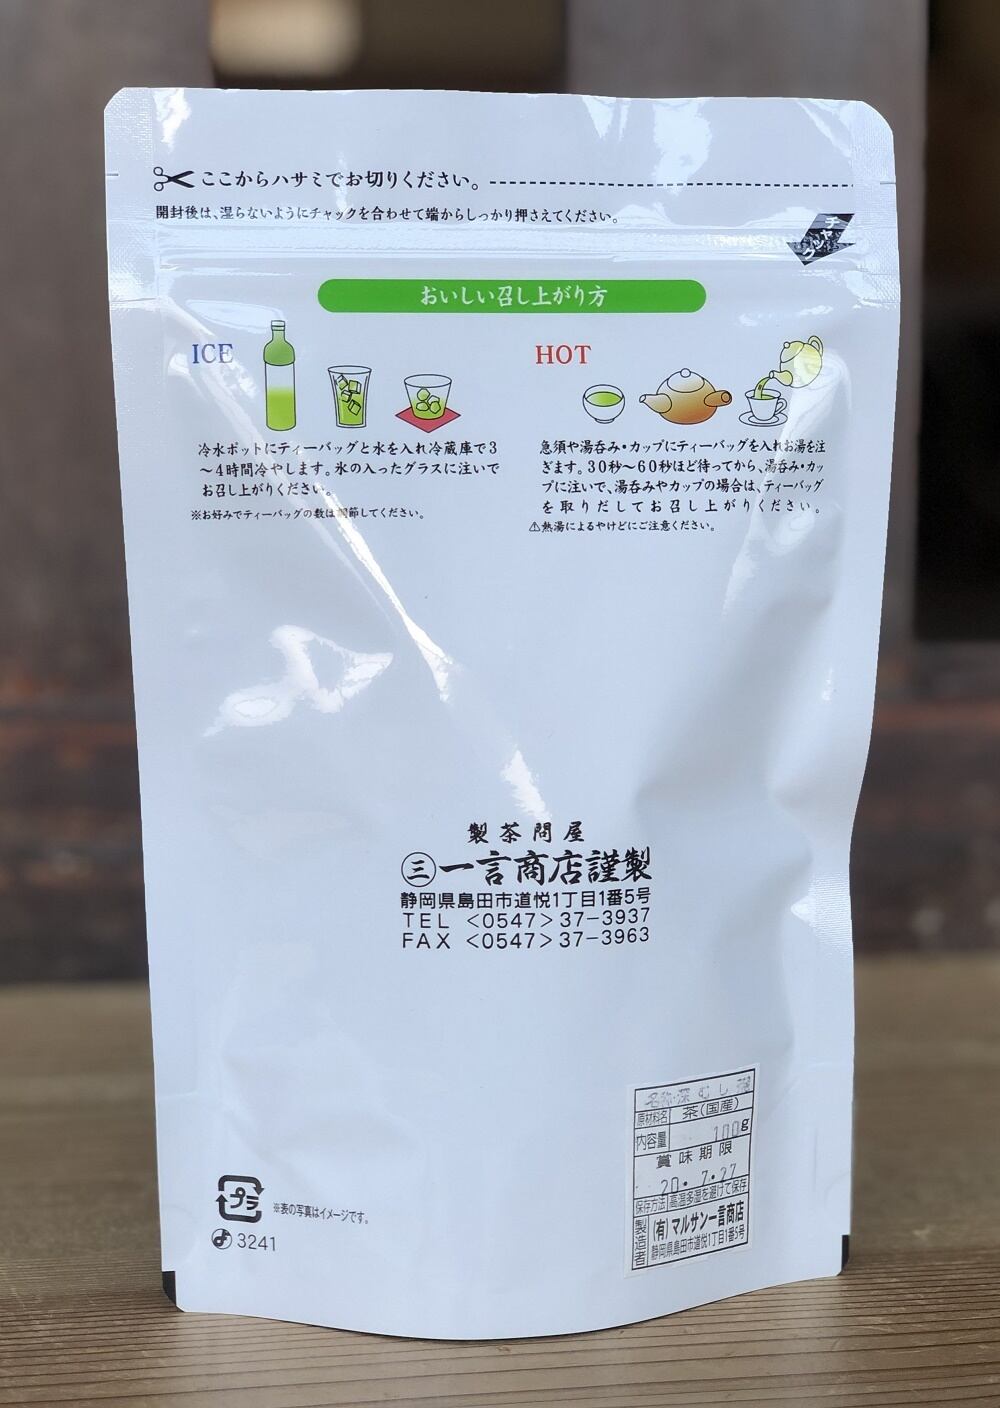 ここからハサミでお切りください。
開封後は、湿らないようにチャックを合わせて端からしっかり押さえてください。
チャック
おいしい召し上がり方
ICE
冷水ポットにティーバッグと水を入れ冷蔵庫で3
～4時間冷やします。氷の入ったグラスに注いで
お召し上がりください。
※お好みでティーバッグの数は調節してください。
HOT
急須や湯呑み・カップにティーバッグを入れお湯を注
ぎます。30秒～60秒ほど待ってから、湯呑み・カッ
プに注いで、湯呑みやカップの場合は、ティーバッグ
を取りだしてお召し上がりください。
⚠熱湯によるやけどにご注意ください。
製茶問屋
㊂一言商店謹製
静岡県島田市道悦1丁目1番5号
TEL <0547>37-3937
FAX <0547>37-3963
名称 深むし
原材料名 茶(国産)
内容量 100g
賞味期限
20.7.27
保存方法 高温多湿を避けて保存
製造者 (有)マルサン一言商店
静岡県島田市道悦1丁目1番5号
プラ
※表の写真はイメージです。
3241